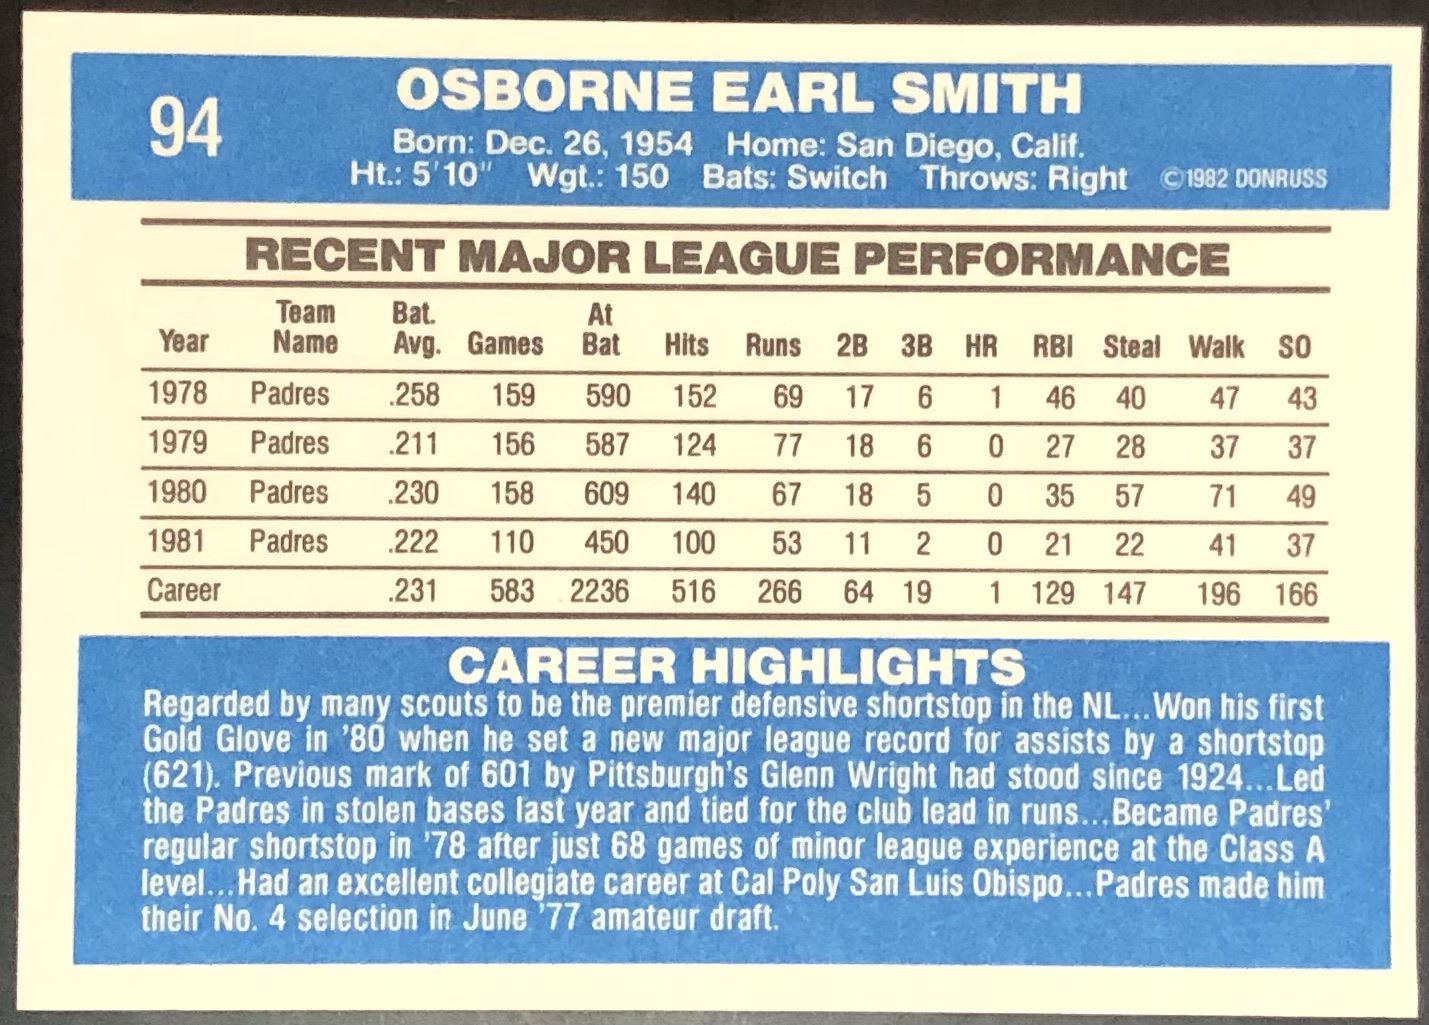 94
OSBORNE EARL SMITH
Born: Dec. 26, 1954 Home: San Diego, Calif.
Ht.: 5'10" Wgt.: 150 Bats: Switch Throws: Right ©1982 DONRUSS
RECENT MAJOR LEAGUE PERFORMANCE
Year Team Name Bat. Avg. Games At Bat Hits Runs 2B 3B HR RBI Steal Walk SO
1978 Padres .258 159 590 152 69 17 6 1 46 40 47 43
1979 Padres .211 156 587 124 77 18 6 0 27 28 37 37
1980 Padres .230 158 609 140 67 18 5 0 35 57 71 49
1981 Padres .222 110 450 100 53 11 2 0 21 22 41 37
Career .231 583 2236 516 266 64 19 1 129 147 196 166
CAREER HIGHLIGHTS
Regarded by many scouts to be the premier defensive shortstop in the NL...Won his first
Gold Glove in '80 when he set a new major league record for assists by a shortstop
(621). Previous mark of 601 by Pittsburgh's Glenn Wright had stood since 1924...Led
the Padres in stolen bases last year and tied for the club lead in runs...Became Padres'
regular shortstop in '78 after just 68 games of minor league experience at the Class A
level...Had an excellent collegiate career at Cal Poly San Luis Obispo...Padres made him
their No. 4 selection in June '77 amateur draft.